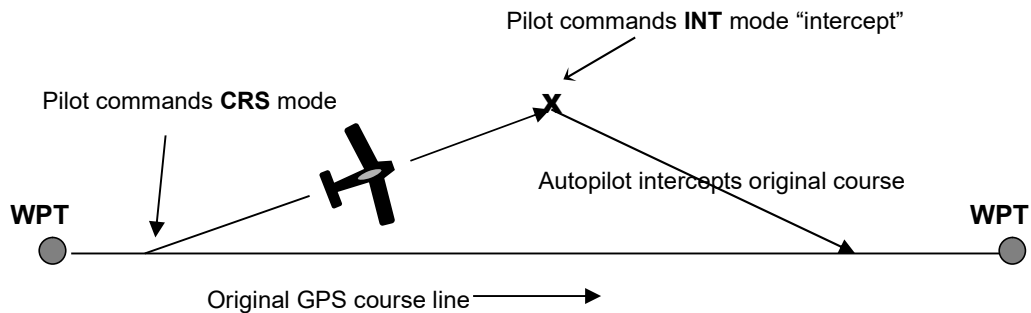 Pilot commands INT mode “intercept”
Pilot commands CRS mode
X
Autopilot intercepts original course
WPT
WPT
Original GPS course line